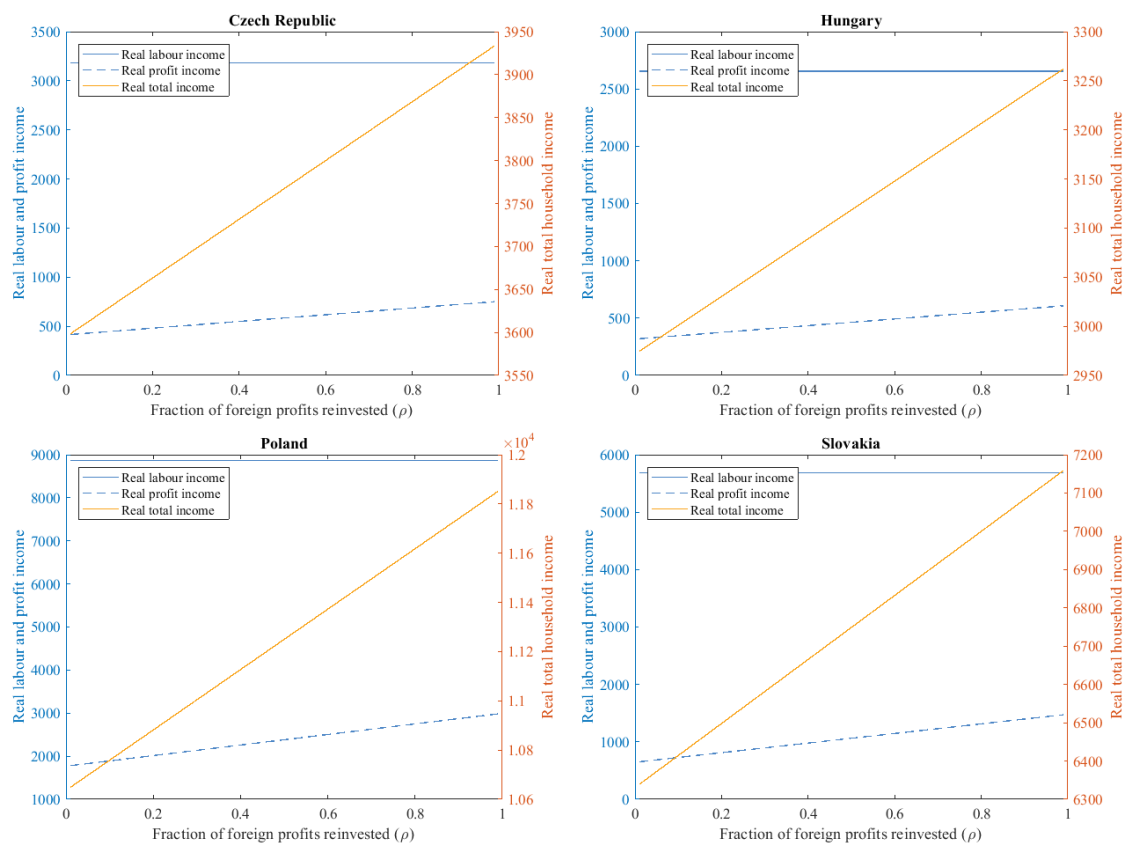 Czech Republic
Real labour income
Real profit income
Real total income
3500
3000
2500
2000
1500
1000
500
0
Real labour and profit income
3950
3900
3850
3800
3750
3700
3650
3600
3550
Real total household income
0 0.2 0.4 0.6 0.8 1
Fraction of foreign profits reinvested (ρ)
Hungary
Real labour income
Real profit income
Real total income
3000
2500
2000
1500
1000
500
0
Real labour and profit income
3300
3250
3200
3150
3100
3050
3000
2950
Real total household income
0 0.2 0.4 0.6 0.8 1
Fraction of foreign profits reinvested (ρ)
Poland
×10⁴
Real labour income
Real profit income
Real total income
9000
8000
7000
6000
5000
4000
3000
2000
1000
Real labour and profit income
1.2
1.18
1.16
1.14
1.12
1.1
1.08
1.06
Real total household income
0 0.2 0.4 0.6 0.8 1
Fraction of foreign profits reinvested (ρ)
Slovakia
Real labour income
Real profit income
Real total income
6000
5000
4000
3000
2000
1000
0
Real labour and profit income
7200
7100
7000
6900
6800
6700
6600
6500
6400
6300
Real total household income
0 0.2 0.4 0.6 0.8 1
Fraction of foreign profits reinvested (ρ)